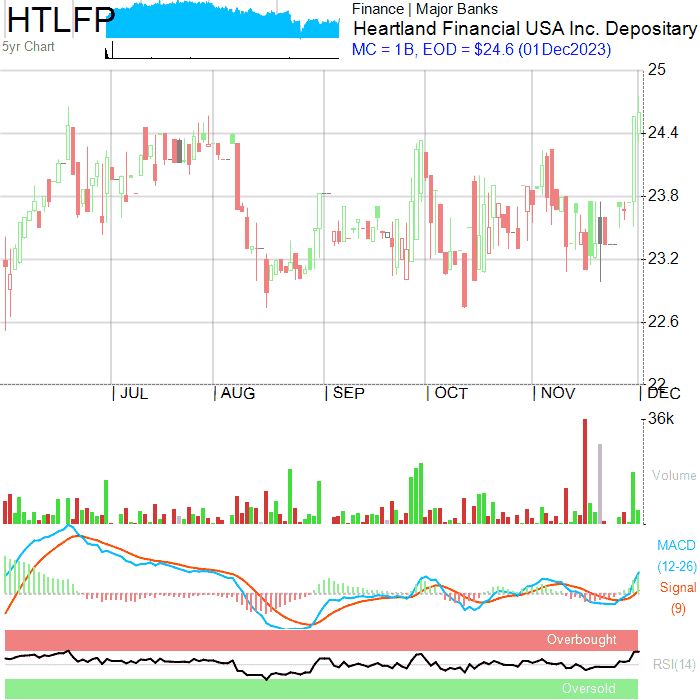 HTLFP
Finance | Major Banks
Heartland Financial USA Inc. Depositary
5yr Chart
MC = 1B, EOD = $24.6 (01Dec2023)
25
24.4
23.8
23.2
22.6
22
JUL AUG SEP OCT NOV DEC
36k
Volume
MACD
(12-26)
Signal
(9)
Overbought
RSI(14)
Oversold